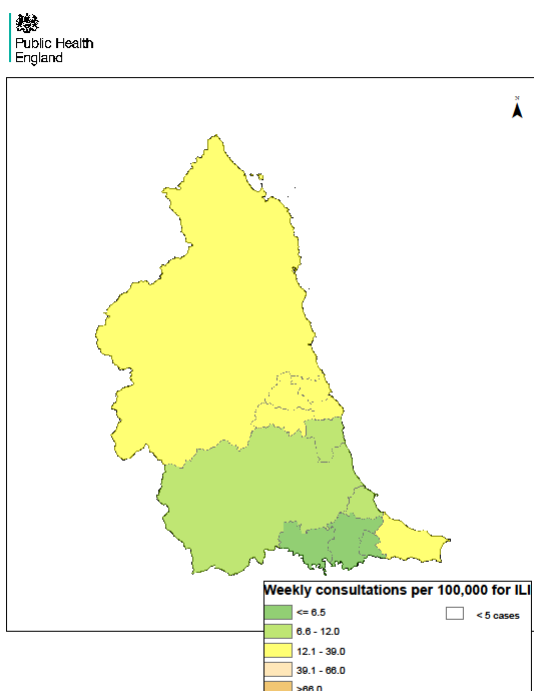 Public Health
England
N
Weekly consultations per 100,000 for ILI
<= 6.5
< 5 cases
6.6 - 12.0
12.1 - 39.0
39.1 - 66.0
>66.0